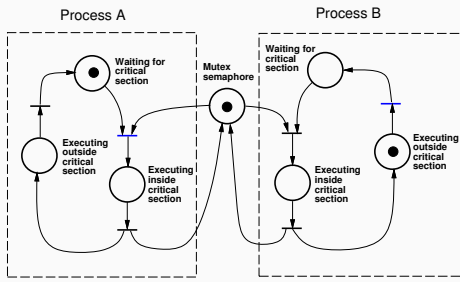 Process A
Process B
Waiting for
critical
section
Mutex
semaphore
Waiting for
critical
section
Executing
outside
critical
section
Executing
inside
critical
section
Executing
inside
critical
section
Executing
outside
critical
section